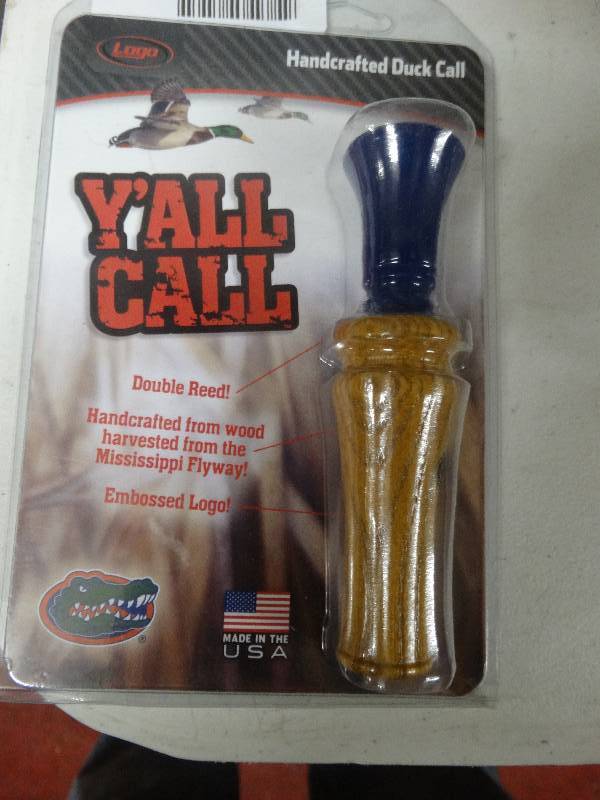 Logo
Handcrafted Duck Call
Y'ALL
CALL
Double Reed!
Handcrafted from wood
harvested from the
Mississippi Flyway!
Embossed Logo!
MADE IN THE
USA
®